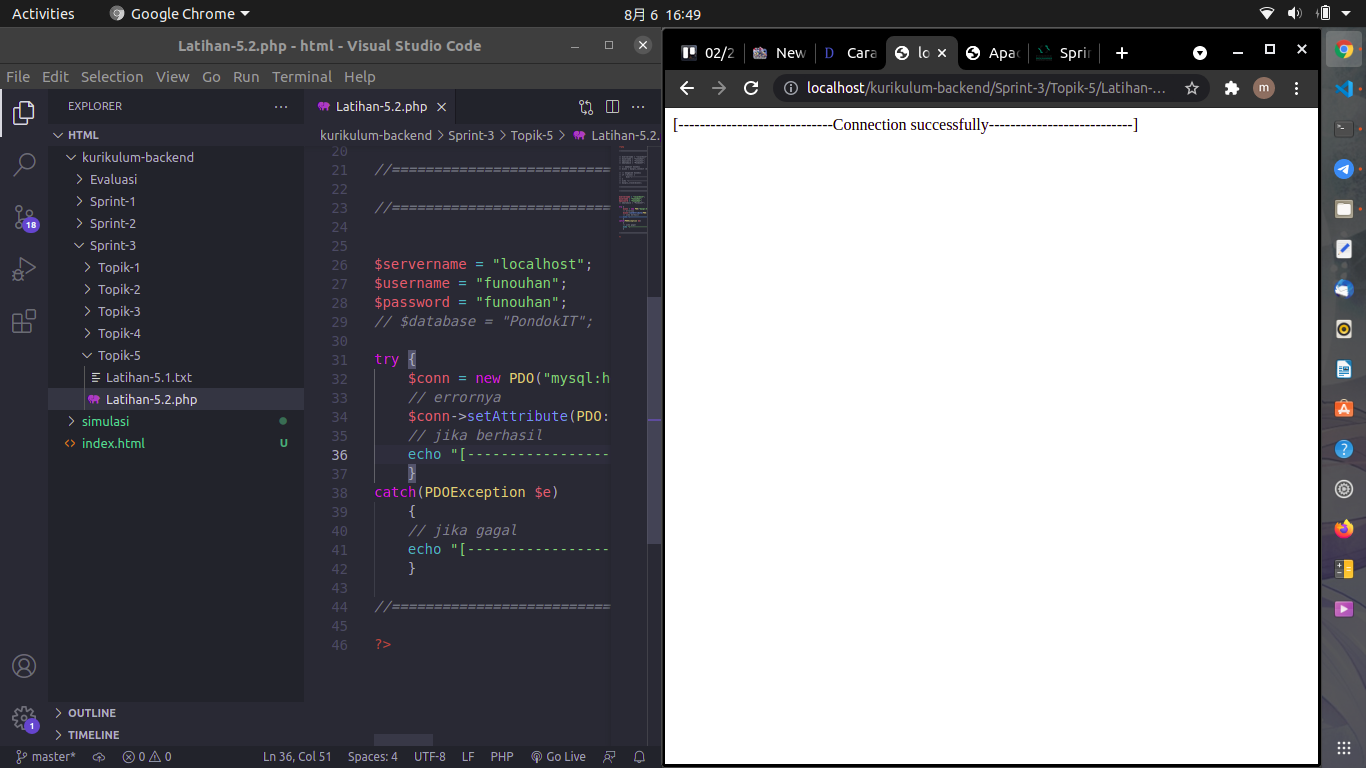 Activities
Google Chrome
8月 6 16:49
Latihan-5.2.php - html - Visual Studio Code
File Edit Selection View Go Run Terminal Help
EXPLORER
HTML
kurikulum-backend
Evaluasi
Sprint-1
Sprint-2
Sprint-3
Topik-1
Topik-2
Topik-3
Topik-4
Topik-5
Latihan-5.1.txt
Latihan-5.2.php
simulasi
index.html U
OUTLINE
TIMELINE
18
1
Latihan-5.2.php
kurikulum-backend > Sprint-3 > Topik-5 > Latihan-5.2.
20
21 //==========================
22
23 //==========================
24
25
26 $servername = "localhost";
27 $username = "funouhan";
28 $password = "funouhan";
29 // $database = "PondokIT";
30
31 try {
32 $conn = new PDO("mysql:h
33 // errornya
34 $conn->setAttribute(PDO:
35 // jika berhasil
36 echo "[-----------------
37 }
38 catch(PDOException $e)
39 {
40 // jika gagal
41 echo "[-----------------
42 }
43
44 //==========================
45
46 ?>
master* 0 0 Ln 36, Col 51 Spaces: 4 UTF-8 LF PHP Go Live
02/2 New Cara lo Apac Sprin
localhost/kurikulum-backend/Sprint-3/Topik-5/Latihan-...
m
[-----------------------------Connection successfully---------------------------]